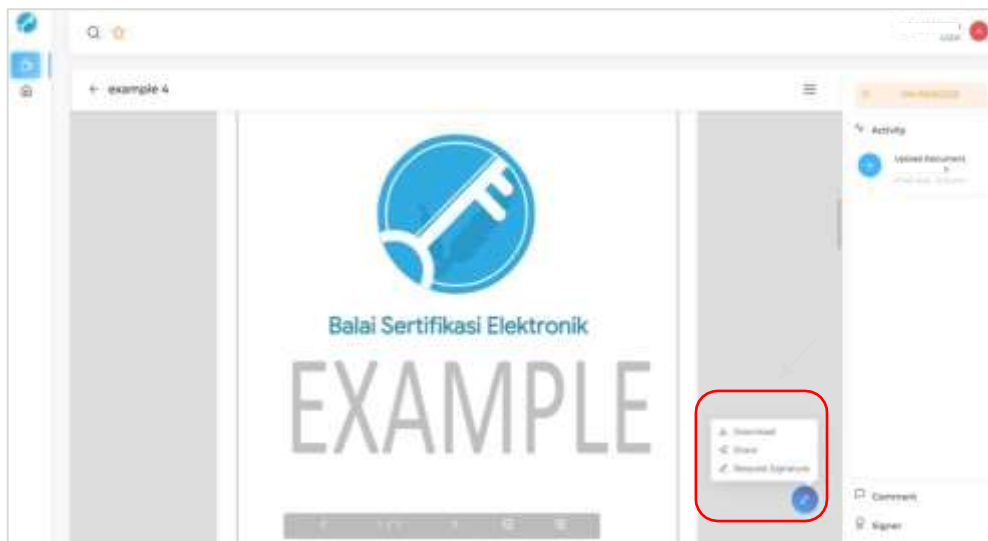 example 4
Activity
Upload Document
Balai Sertifikasi Elektronik
EXAMPLE
Download
Share
Request Signature
Comment
Signer